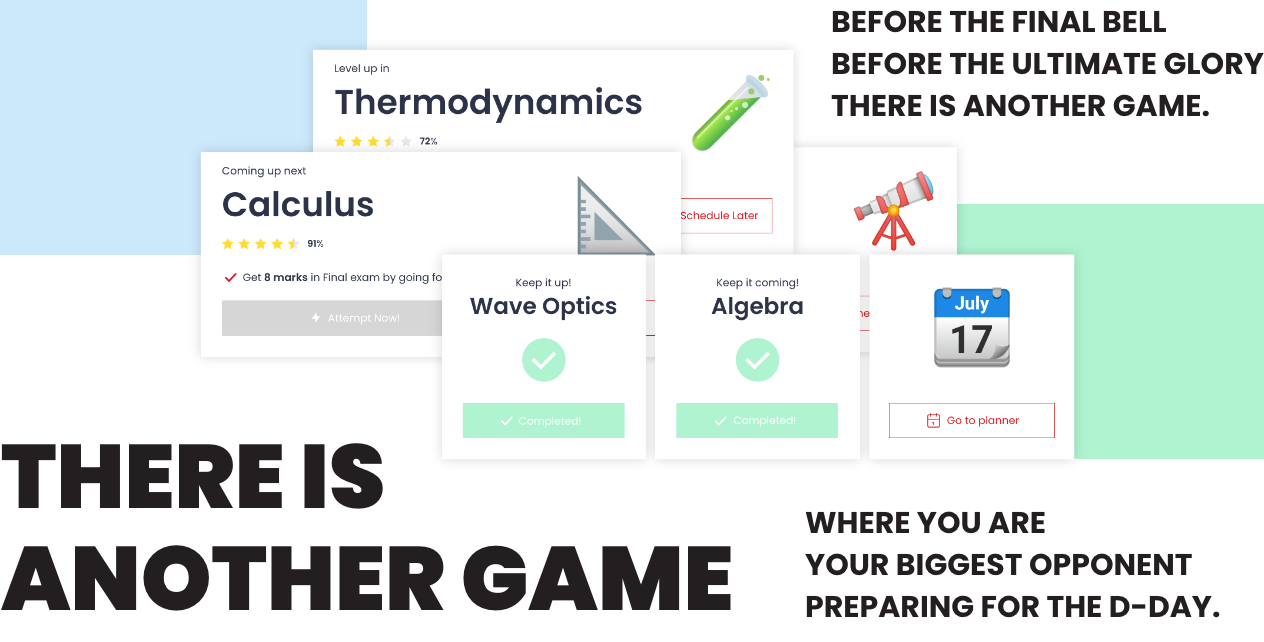 BEFORE THE FINAL BELL
BEFORE THE ULTIMATE GLORY
THERE IS ANOTHER GAME.
Level up in
Thermodynamics
72%
Schedule Later
Coming up next
Calculus
91%
Get 8 marks in Final exam by going fo
Attempt Now!
Keep it up!
Wave Optics
Completed!
Keep it coming!
Algebra
Completed!
July
17
Go to planner
THERE IS
ANOTHER GAME
WHERE YOU ARE
YOUR BIGGEST OPPONENT
PREPARING FOR THE D-DAY.